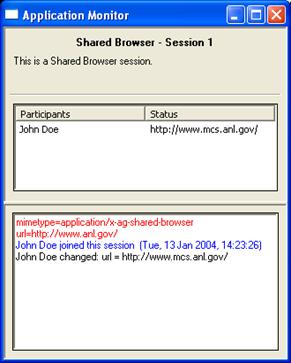 Application Monitor
Shared Browser - Session 1
This is a Shared Browser session.
Participants Status
John Doe http://www.mcs.anl.gov/
mimetype=application/x-ag-shared-browser
url=http://www.anl.gov/
John Doe joined this session (Tue, 13 Jan 2004, 14:23:26)
John Doe changed: url = http://www.mcs.anl.gov/